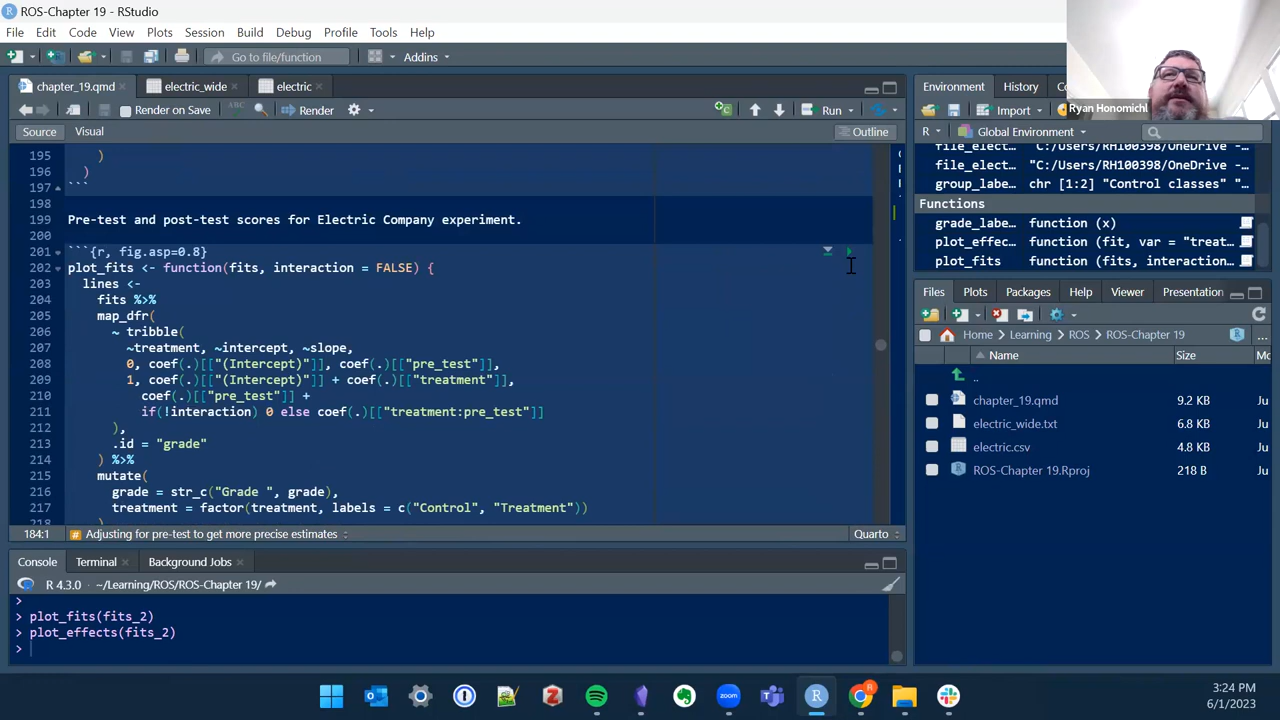 ROS-Chapter 19 - RStudio
File Edit Code View Plots Session Build Debug Profile Tools Help
Go to file/function
Addins
chapter_19.qmd
electric_wide
electric
Render on Save
ABC
Render
Run
Source
Visual
Outline
195 )
196 )
197 ```
198
199 Pre-test and post-test scores for Electric Company experiment.
200
201 ```{r, fig.asp=0.8}
202 plot_fits <- function(fits, interaction = FALSE) {
203 lines <-
204 fits %>%
205 map_dfr(
206 ~ tribble(
207 ~treatment, ~intercept, ~slope,
208 0, coef(.)[["(Intercept)"]], coef(.)[["pre_test"]],
209 1, coef(.)[["(Intercept)"]] + coef(.)[["treatment"]],
210 coef(.)[["pre_test"]] +
211 if(!interaction) 0 else coef(.)[["treatment:pre_test"]]
212 ),
213 .id = "grade"
214 ) %>%
215 mutate(
216 grade = str_c("Grade ", grade),
217 treatment = factor(treatment, labels = c("Control", "Treatment"))
218 )
184:1
# Adjusting for pre-test to get more precise estimates
Quarto
Console
Terminal
Background Jobs
R 4.3.0 · ~/Learning/ROS/ROS-Chapter 19/
>
> plot_fits(fits_2)
> plot_effects(fits_2)
>
Ryan Honomichl
Environment
History
Import
R
Global Environment
file_elect… "C:/Users/RH100398/OneDrive -…
file_elect… "C:/Users/RH100398/OneDrive -…
group_labe… chr [1:2] "Control classes" "…
Functions
grade_labe… function (x)
plot_effec… function (fit, var = "treat…
plot_fits function (fits, interaction…
Files
Plots
Packages
Help
Viewer
Presentation
Home
Learning
ROS
ROS-Chapter 19
Name
Size
Mo
..
chapter_19.qmd 9.2 KB Ju
electric_wide.txt 6.8 KB Ju
electric.csv 4.8 KB Ju
ROS-Chapter 19.Rproj 218 B Ju
zoom
3:24 PM
6/1/2023